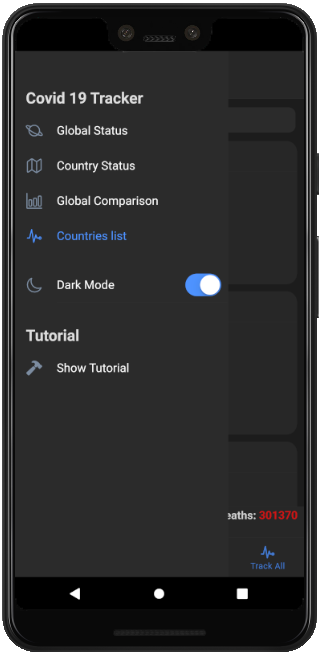 Covid 19 Tracker
Global Status
Country Status
Global Comparison
Countries list
Dark Mode
Tutorial
Show Tutorial
eaths: 301370
Track All